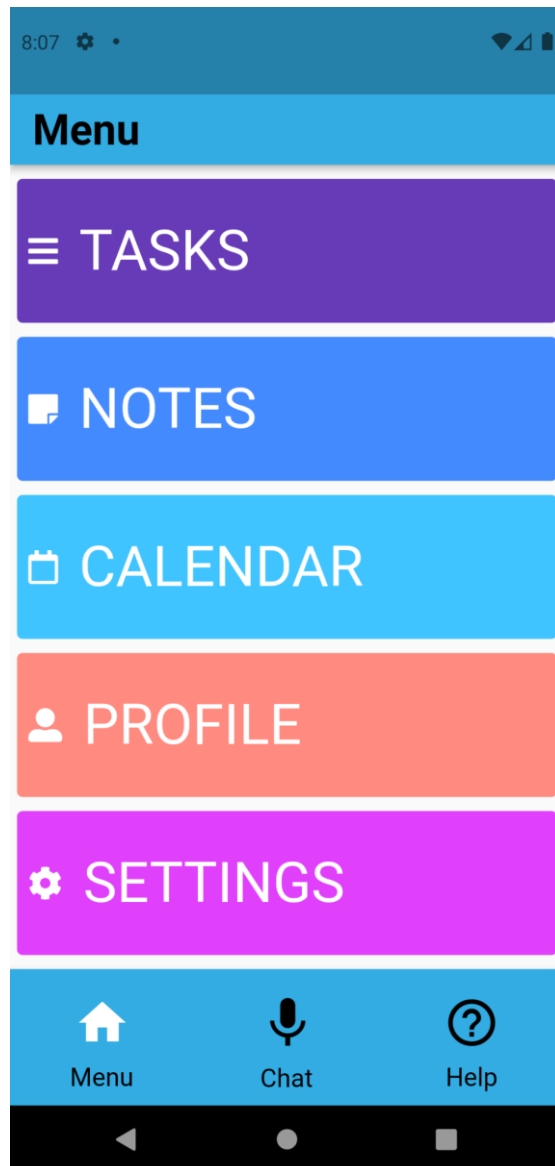 8:07
Menu
TASKS
NOTES
CALENDAR
PROFILE
SETTINGS
Menu Chat Help